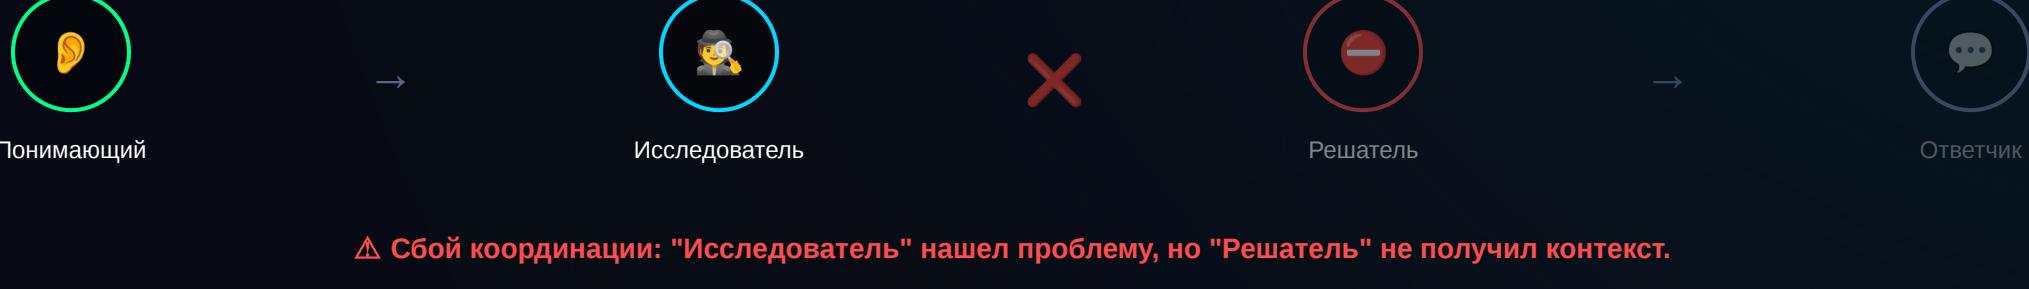 Понимающий
Исследователь
Решатель
Ответчик
⚠ Сбой координации: "Исследователь" нашел проблему, но "Решатель" не получил контекст.